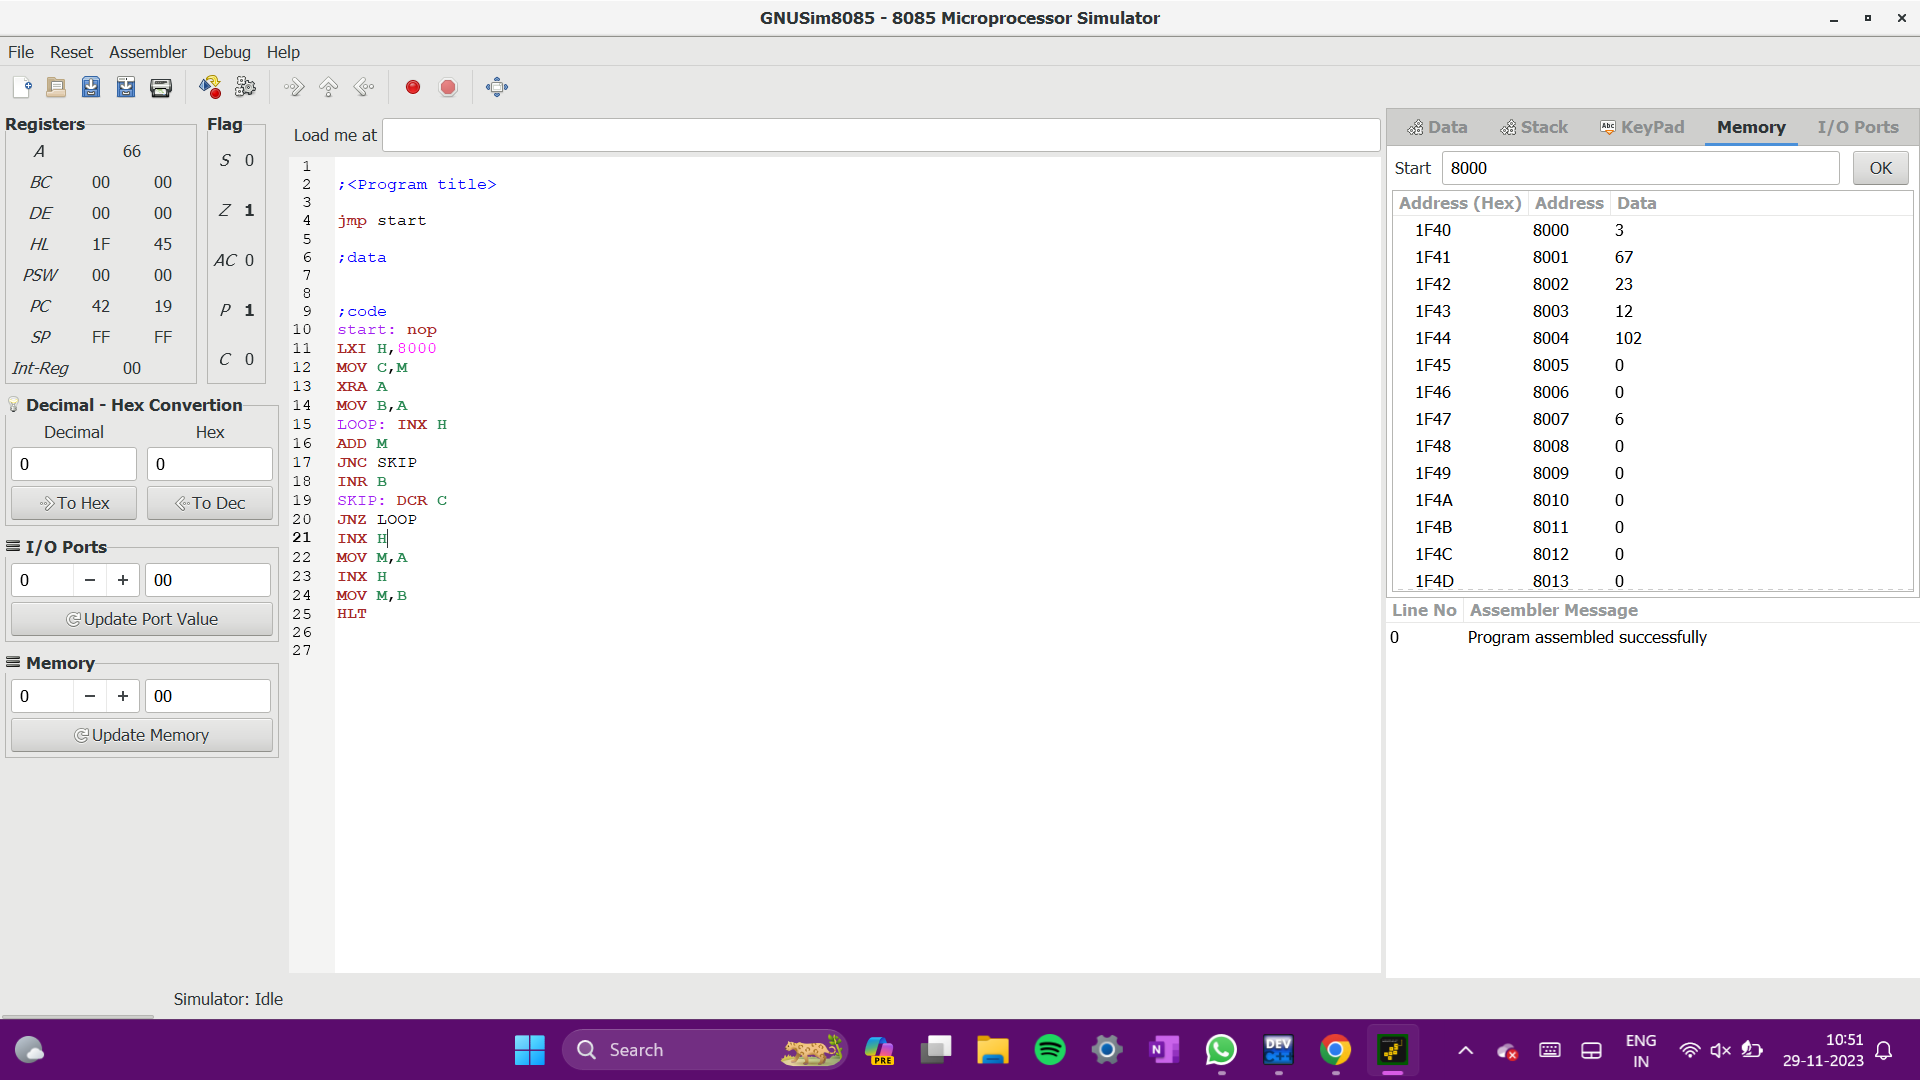 GNUSim8085 - 8085 Microprocessor Simulator
File Reset Assembler Debug Help
Registers
A 66
BC 00 00
DE 00 00
HL 1F 45
PSW 00 00
PC 42 19
SP FF FF
Int-Reg 00
Flag
S 0
Z 1
AC 0
P 1
C 0
Decimal - Hex Convertion
Decimal Hex
0 0
To Hex To Dec
I/O Ports
0 − + 00
Update Port Value
Memory
0 − + 00
Update Memory
Load me at
1
2 ;<Program title>
3
4 jmp start
5
6 ;data
7
8
9 ;code
10 start: nop
11 LXI H,8000
12 MOV C,M
13 XRA A
14 MOV B,A
15 LOOP: INX H
16 ADD M
17 JNC SKIP
18 INR B
19 SKIP: DCR C
20 JNZ LOOP
21 INX H
22 MOV M,A
23 INX H
24 MOV M,B
25 HLT
26
27
Data Stack Abc KeyPad Memory I/O Ports
Start 8000 OK
Address (Hex) Address Data
1F40 8000 3
1F41 8001 67
1F42 8002 23
1F43 8003 12
1F44 8004 102
1F45 8005 0
1F46 8006 0
1F47 8007 6
1F48 8008 0
1F49 8009 0
1F4A 8010 0
1F4B 8011 0
1F4C 8012 0
1F4D 8013 0
Line No Assembler Message
0 Program assembled successfully
Simulator: Idle
Search
PRE
N
DEV
C++
ENG
IN
10:51
29-11-2023